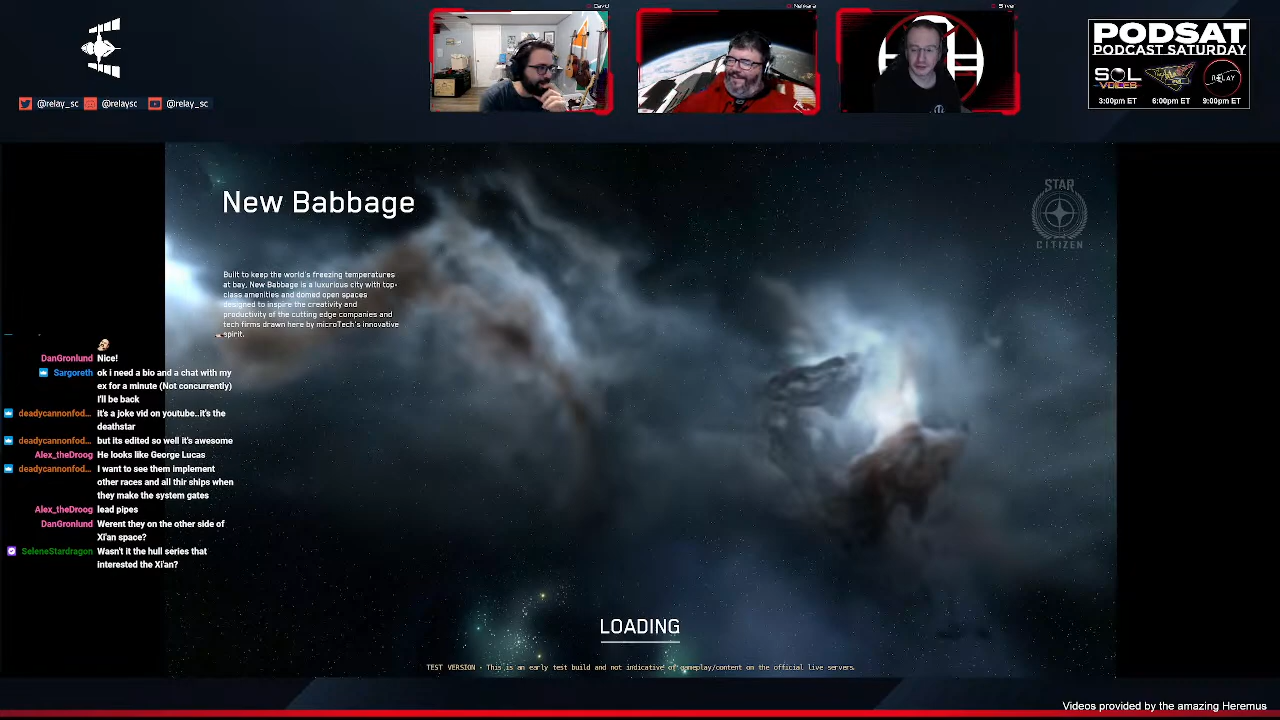 PODSAT
PODCAST SATURDAY
SOL
VOICES
RELAY
3:00pm ET 6:00pm ET 9:00pm ET
@relay_sc @relaysc @relay_sc
New Babbage
STAR
CITIZEN
Built to keep the world's freezing temperatures
at bay, New Babbage is a luxurious city with top-
class amenities and domed open spaces
designed to inspire the creativity and
productivity of the cutting edge companies and
tech firms drawn here by microTech's innovative
spirit.
DanGronlund Nice!
Sargoreth ok i need a bio and a chat with my
ex for a minute (Not concurrently)
I'll be back
deadycannonfod... it's a joke vid on youtube..it's the
deathstar
deadycannonfod... but its edited so well it's awesome
Alex_theDroog He looks like George Lucas
deadycannonfod... I want to see them implement
other races and all thir ships when
they make the system gates
Alex_theDroog lead pipes
DanGronlund Werent they on the other side of
Xi'an space?
SeleneStardragon Wasn't it the hull series that
interested the Xi'an?
LOADING
TEST VERSION - This is an early test build and not indicative of gameplay/content on the official live servers.
Videos provided by the amazing Heremus